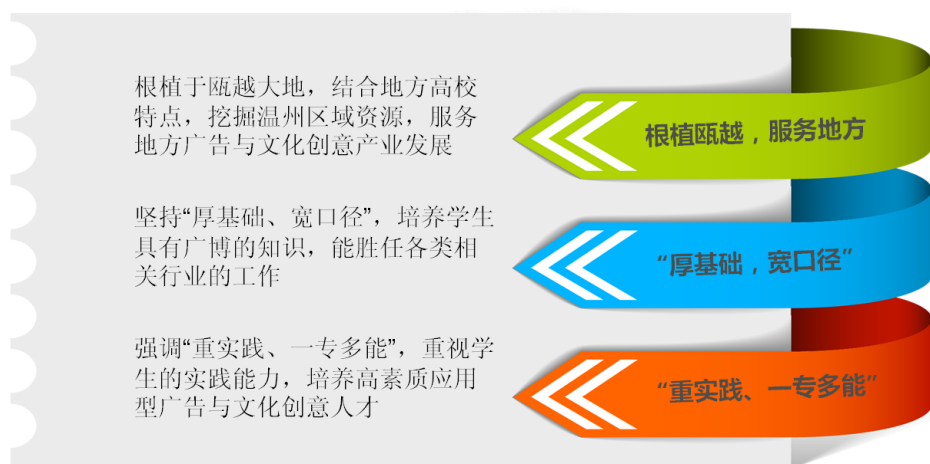 根植于瓯越大地，结合地方高校
特点，挖掘温州区域资源，服务
地方广告与文化创意产业发展
根植瓯越，服务地方
坚持“厚基础、宽口径”，培养学生
具有广博的知识，能胜任各类相
关行业的工作
“厚基础，宽口径”
强调“重实践、一专多能”，重视学
生的实践能力，培养高素质应用
型广告与文化创意人才
“重实践、一专多能”